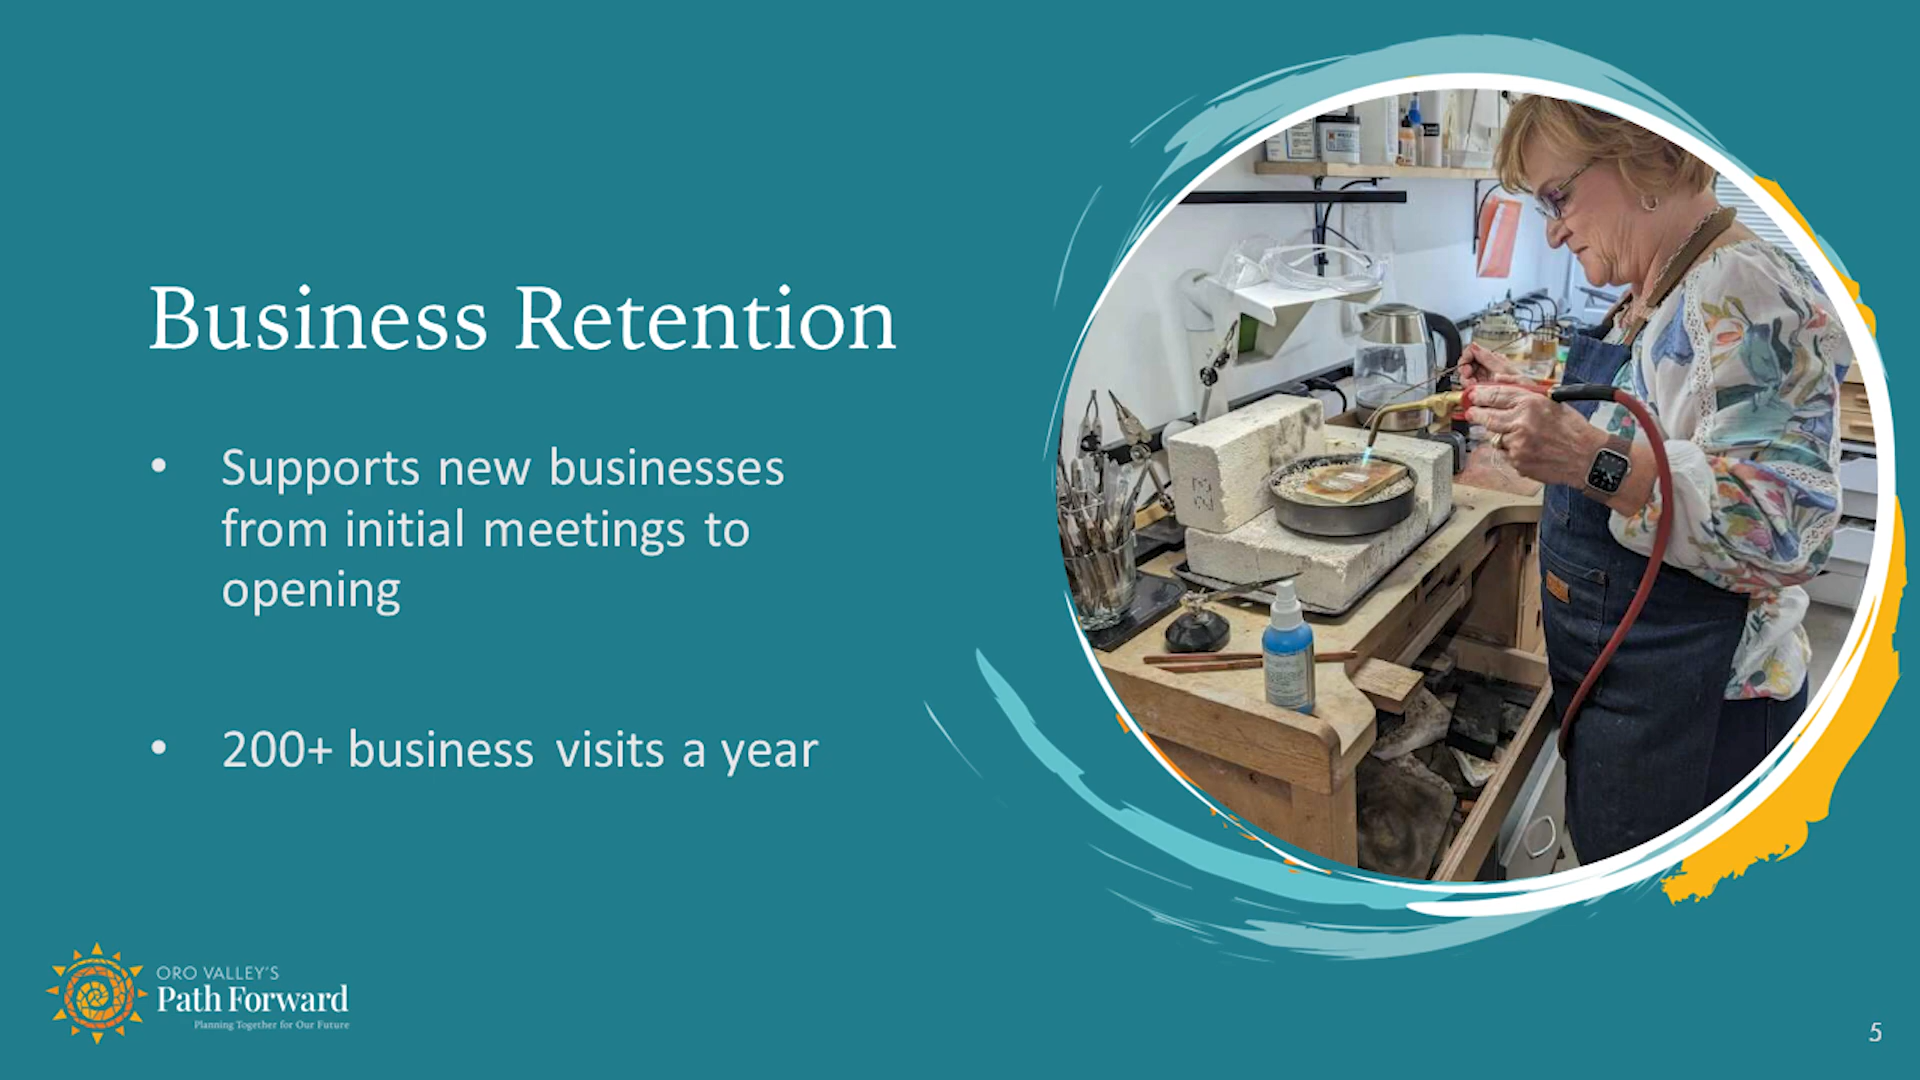 Business Retention
• Supports new businesses
from initial meetings to
opening
• 200+ business visits a year
23
ORO VALLEY'S
Path Forward
Planning Together for Our Future
5